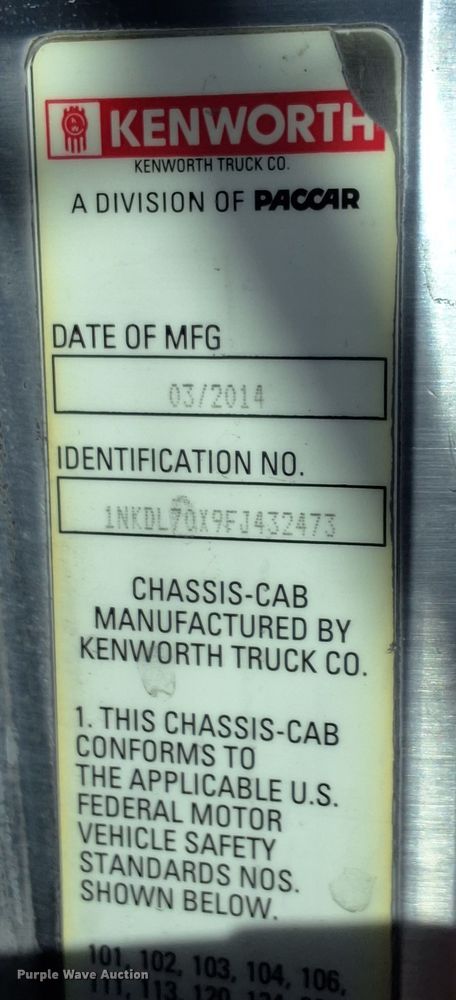 KENWORTH
KENWORTH TRUCK CO.
A DIVISION OF PACCAR
DATE OF MFG
03/2014
IDENTIFICATION NO.
1NKDL70X9FJ432473
CHASSIS-CAB
MANUFACTURED BY
KENWORTH TRUCK CO.
1. THIS CHASSIS-CAB
CONFORMS TO
THE APPLICABLE U.S.
FEDERAL MOTOR
VEHICLE SAFETY
STANDARDS NOS.
SHOWN BELOW.
101, 102, 103, 104, 106,
111, 113, 120,
Purple Wave Auction